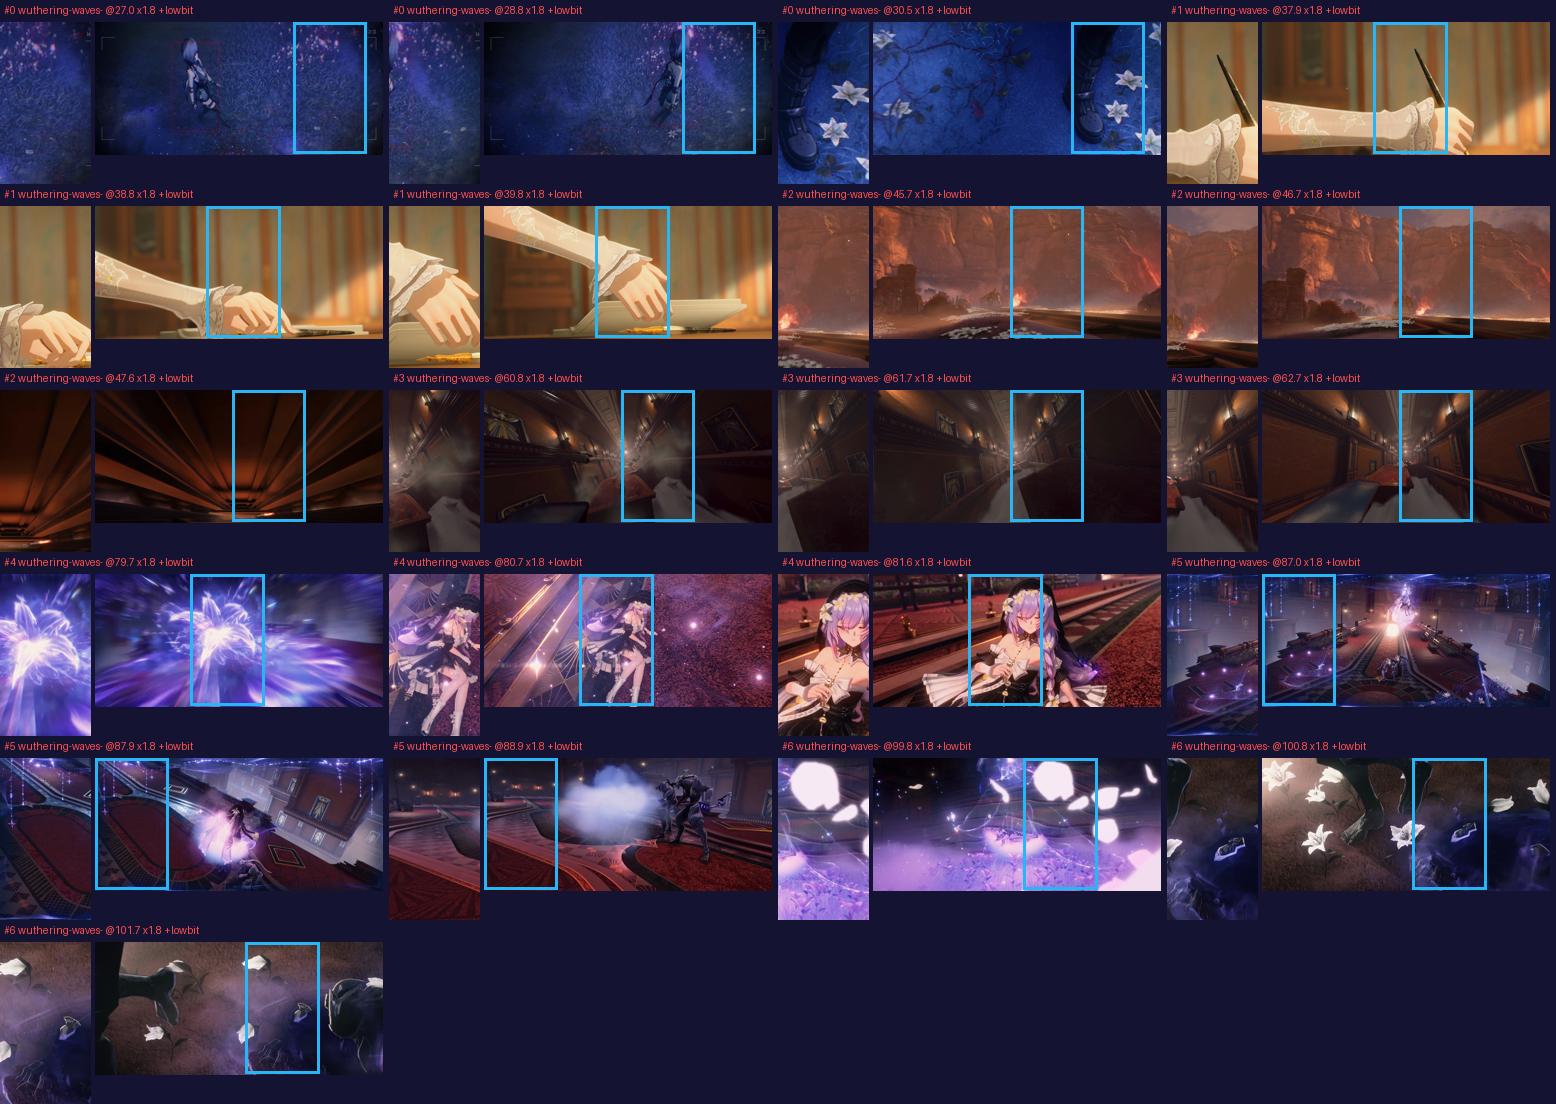 #0 wuthering-waves- @27.0 x1.8 +lowbit
#0 wuthering-waves- @28.8 x1.8 +lowbit
#0 wuthering-waves- @30.5 x1.8 +lowbit
#1 wuthering-waves- @37.9 x1.8 +lowbit
#1 wuthering-waves- @38.8 x1.8 +lowbit
#1 wuthering-waves- @39.8 x1.8 +lowbit
#2 wuthering-waves- @45.7 x1.8 +lowbit
#2 wuthering-waves- @46.7 x1.8 +lowbit
#2 wuthering-waves- @47.6 x1.8 +lowbit
#3 wuthering-waves- @60.8 x1.8 +lowbit
#3 wuthering-waves- @61.7 x1.8 +lowbit
#3 wuthering-waves- @62.7 x1.8 +lowbit
#4 wuthering-waves- @79.7 x1.8 +lowbit
#4 wuthering-waves- @80.7 x1.8 +lowbit
#4 wuthering-waves- @81.6 x1.8 +lowbit
#5 wuthering-waves- @87.0 x1.8 +lowbit
#5 wuthering-waves- @87.9 x1.8 +lowbit
#5 wuthering-waves- @88.9 x1.8 +lowbit
#6 wuthering-waves- @99.8 x1.8 +lowbit
#6 wuthering-waves- @100.8 x1.8 +lowbit
#6 wuthering-waves- @101.7 x1.8 +lowbit